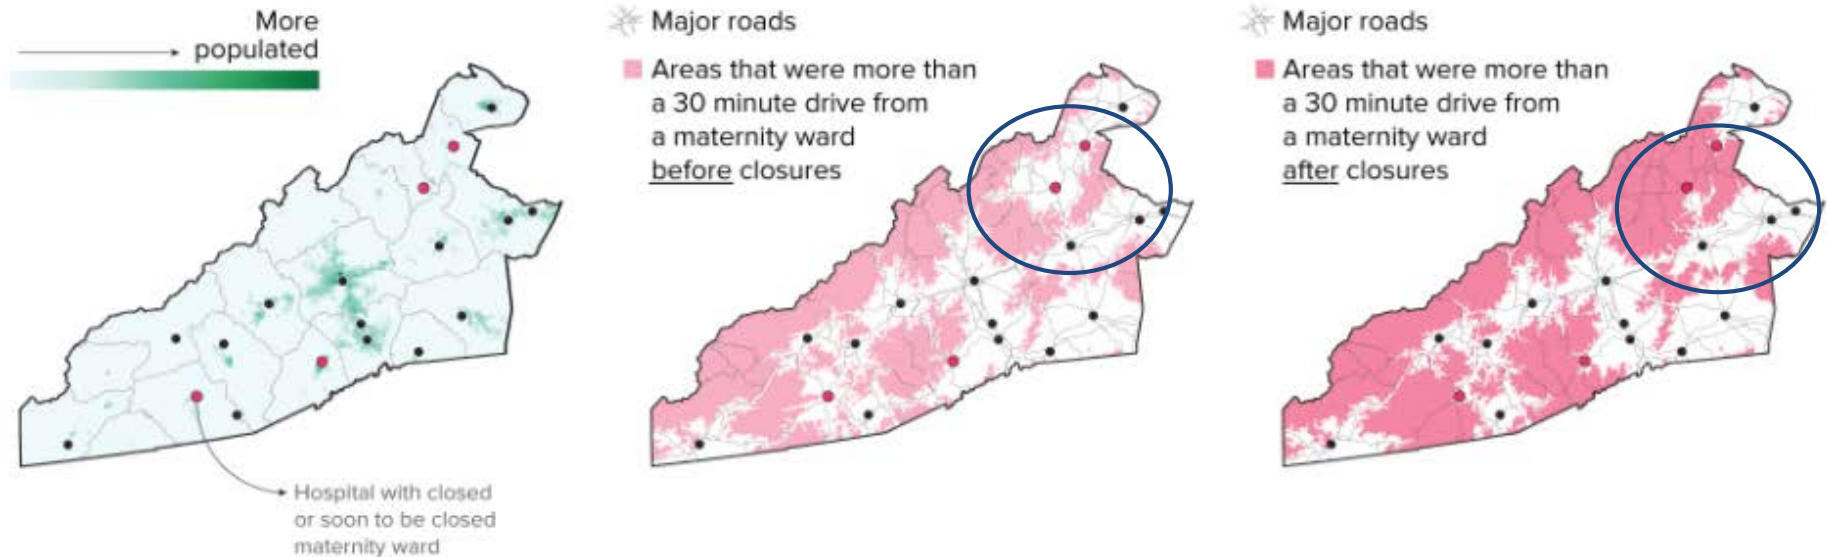 More
populated
Hospital with closed
or soon to be closed
maternity ward
Major roads
Areas that were more than
a 30 minute drive from
a maternity ward
before closures
Major roads
Areas that were more than
a 30 minute drive from
a maternity ward
after closures